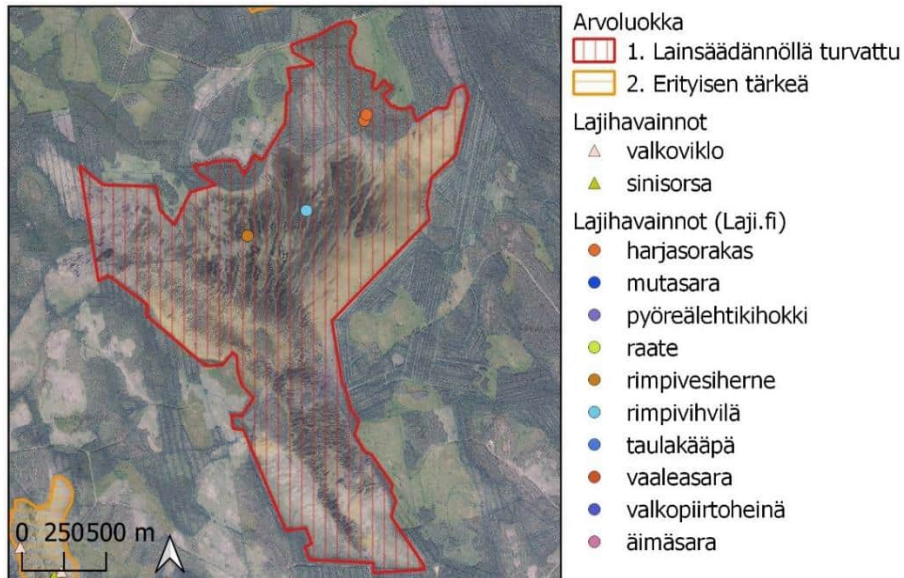 Arvoluokka
1. Lainsäädännöllä turvattu
2. Erityisen tärkeä
Lajihavainnot
valkoviklo
sinisorsa
Lajihavainnot (Laji.fi)
harjasorakas
mutasara
pyöreälehtikihokki
raate
rimpivesiherne
rimpivihvilä
taulakääpä
vaaleasara
valkopiirtoheinä
äimäsara
0 250500 m